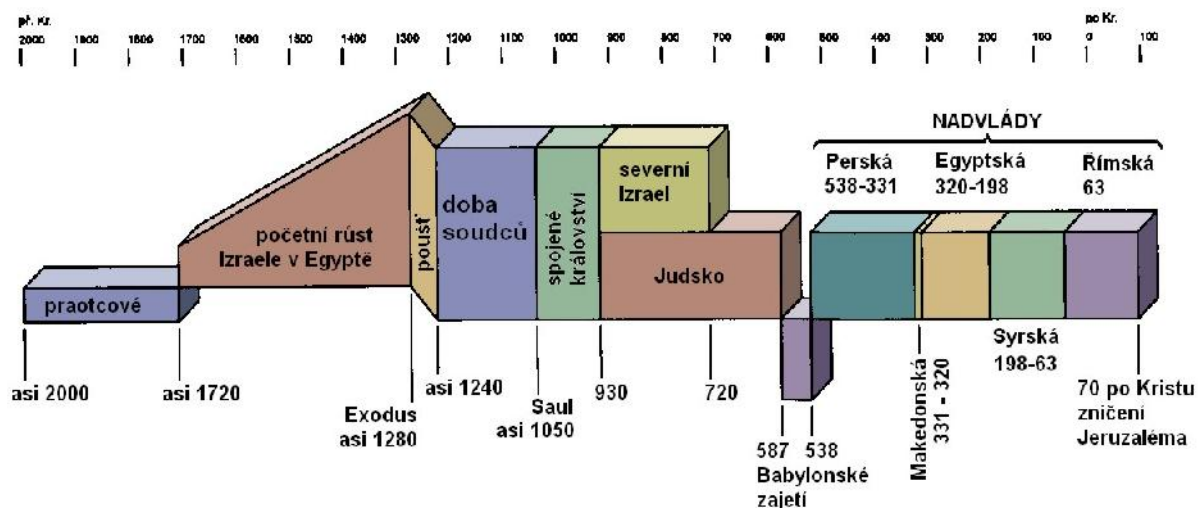 př. Kr.
po Kr.
2000 1900 1800 1700 1600 1500 1400 1300 1200 1100 1000 900 800 700 600 500 400 300 200 100 0 100
NADVLÁDY
Perská
538-331
Egyptská
320-198
Římská
63
praotcové
početní růst
Izraele v Egyptě
poušť
doba
soudců
spojené
království
severní
Izrael
Judsko
asi 2000
asi 1720
Exodus
asi 1280
asi 1240
Saul
asi 1050
930
720
587 538
Babylonské
zajetí
Makedonská
331 - 320
Syrská
198-63
70 po Kristu
zničení
Jeruzaléma